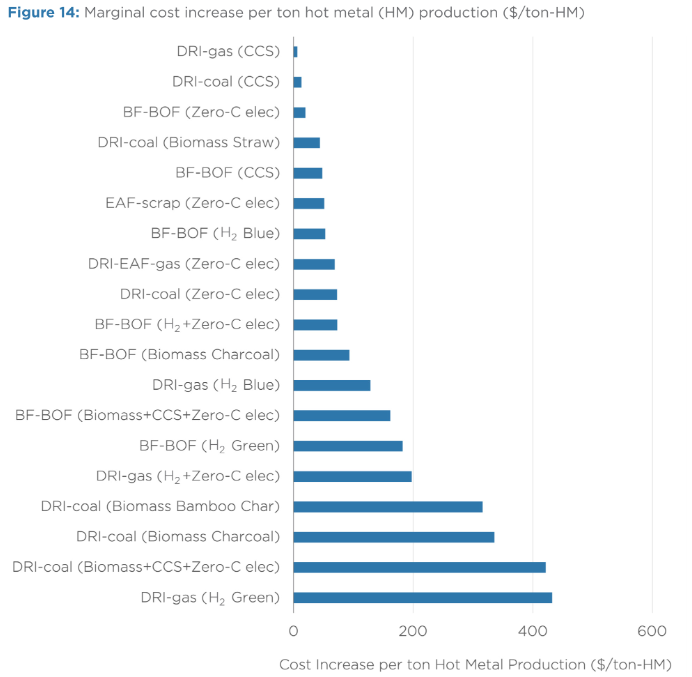 Figure 14: Marginal cost increase per ton hot metal (HM) production ($/ton-HM)
DRI-gas (CCS)
DRI-coal (CCS)
BF-BOF (Zero-C elec)
DRI-coal (Biomass Straw)
BF-BOF (CCS)
EAF-scrap (Zero-C elec)
BF-BOF (H₂ Blue)
DRI-EAF-gas (Zero-C elec)
DRI-coal (Zero-C elec)
BF-BOF (H₂+Zero-C elec)
BF-BOF (Biomass Charcoal)
DRI-gas (H₂ Blue)
BF-BOF (Biomass+CCS+Zero-C elec)
BF-BOF (H₂ Green)
DRI-gas (H₂+Zero-C elec)
DRI-coal (Biomass Bamboo Char)
DRI-coal (Biomass Charcoal)
DRI-coal (Biomass+CCS+Zero-C elec)
DRI-gas (H₂ Green)
0 200 400 600
Cost Increase per ton Hot Metal Production ($/ton-HM)